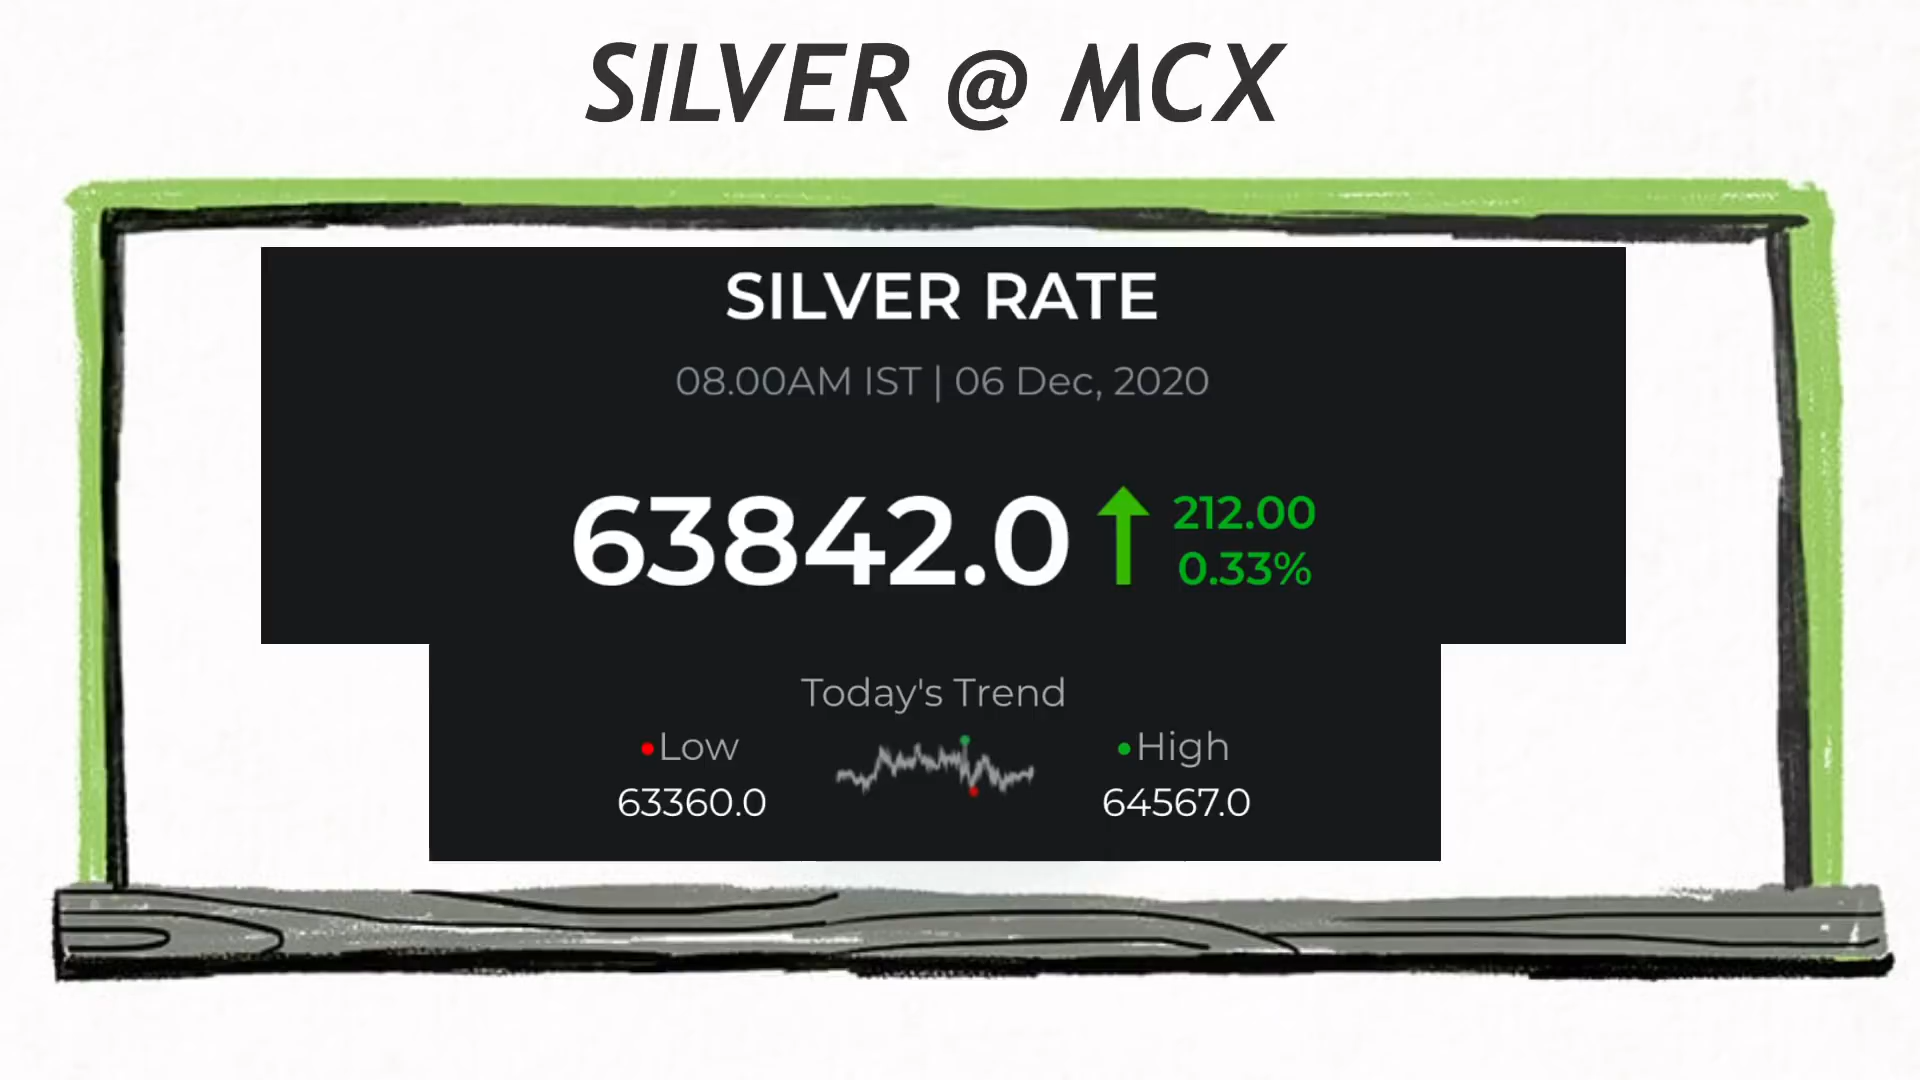 SILVER @ MCX
SILVER RATE
08.00AM IST | 06 Dec, 2020
63842.0
212.00
0.33%
Today's Trend
Low
63360.0
High
64567.0